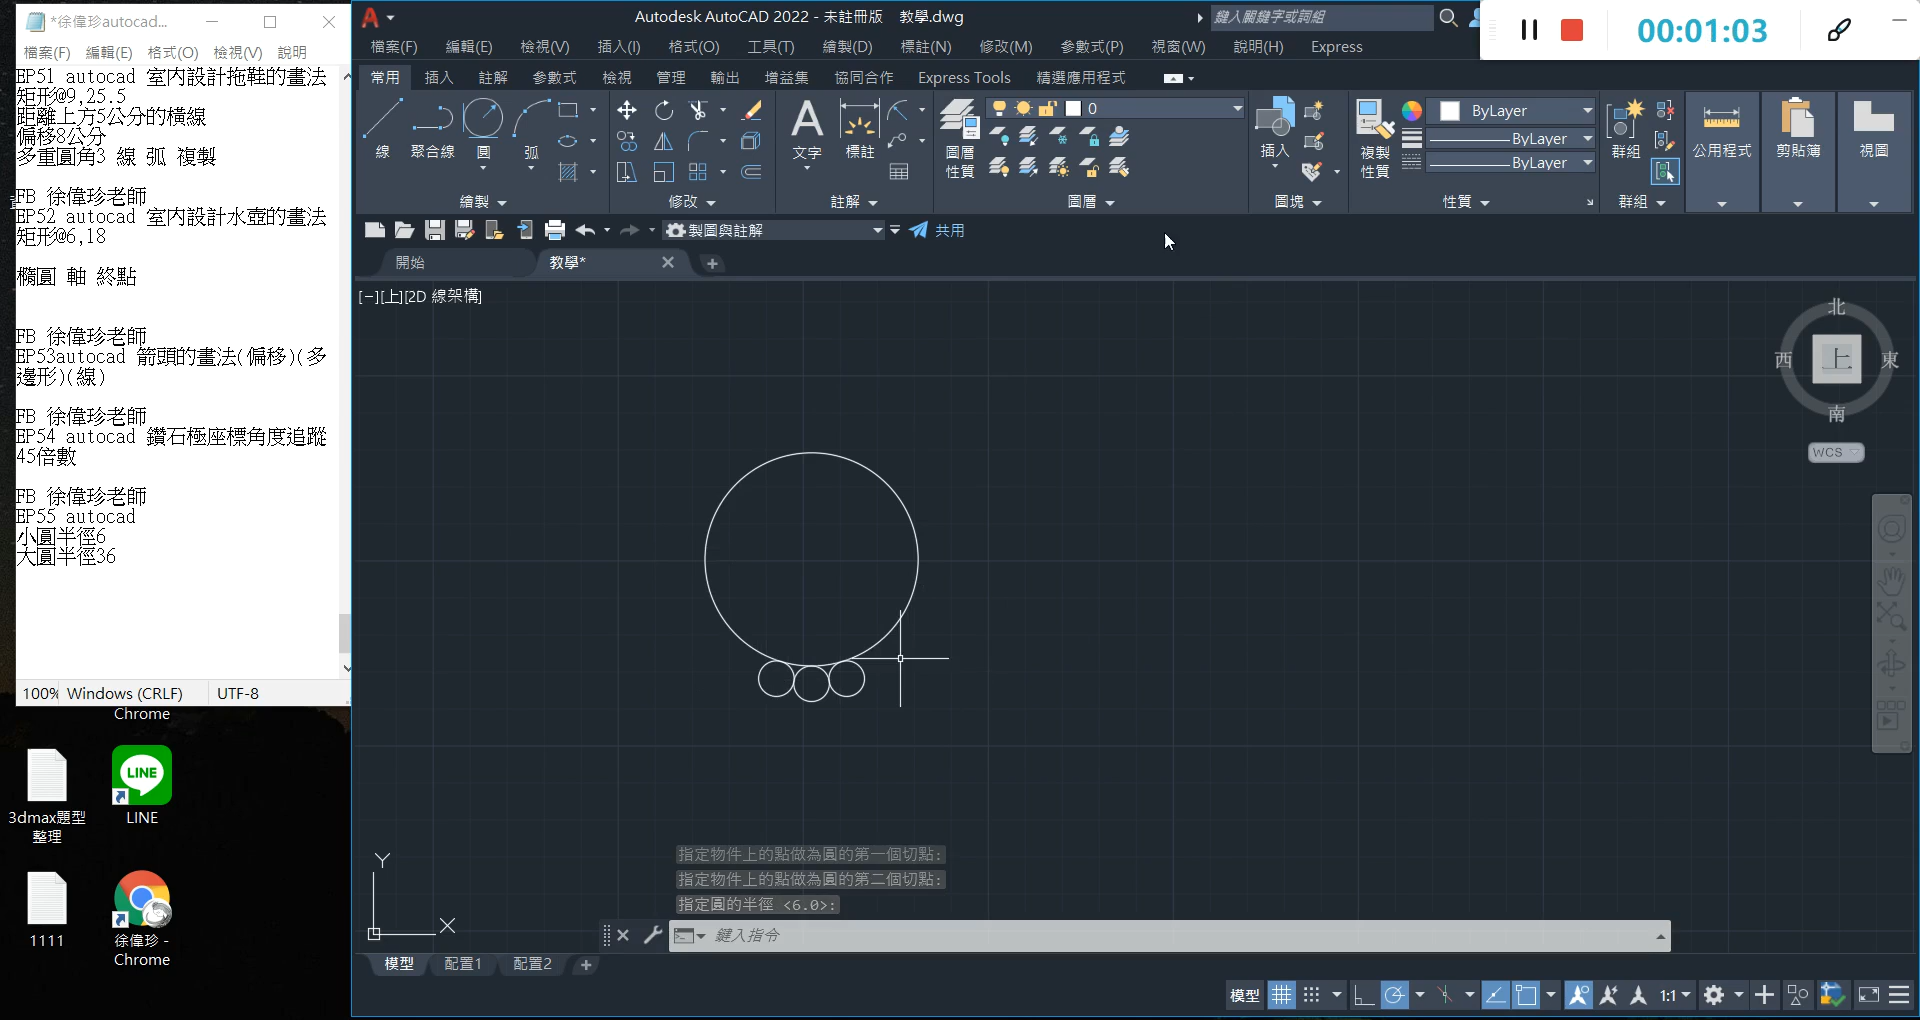 *徐偉珍autocad...
檔案(F) 編輯(E) 格式(O) 檢視(V) 說明
EP51 autocad 室內設計拖鞋的畫法
矩形@9,25.5
距離上方5公分的橫線
偏移8公分
多重圓角3 線 弧 複製
FB 徐偉珍老師
EP52 autocad 室內設計水壺的畫法
矩形@6,18
橢圓 軸 終點
FB 徐偉珍老師
EP53autocad 箭頭的畫法(偏移)(多
邊形)(線)
FB 徐偉珍老師
EP54 autocad 鑽石極座標角度追蹤
45倍數
FB 徐偉珍老師
EP55 autocad
小圓半徑6
大圓半徑36
100% Windows (CRLF) UTF-8
Chrome
3dmax題型
整理
LINE
LINE
1111
徐偉珍 -
Chrome
Autodesk AutoCAD 2022 - 未註冊版 教學.dwg
鍵入關鍵字或詞組
00:01:03
檔案(F) 編輯(E) 檢視(V) 插入(I) 格式(O) 工具(T) 繪製(D) 標註(N) 修改(M) 參數式(P) 視窗(W) 說明(H) Express
常用 插入 註解 參數式 檢視 管理 輸出 增益集 協同合作 Express Tools 精選應用程式
線 聚合線 圓 弧
繪製
修改
文字 標註
註解
圖層
性質
0
圖層
插入
圖塊
複製
性質
ByLayer
ByLayer
ByLayer
性質
群組
群組
公用程式
剪貼簿
視圖
製圖與註解
共用
開始 教學*
[−][上][2D 線架構]
北
西 上 東
南
WCS
Y
X
指定物件上的點做為圓的第一個切點:
指定物件上的點做為圓的第二個切點:
指定圓的半徑 <6.0>:
鍵入指令
模型 配置1 配置2
模型 1:1